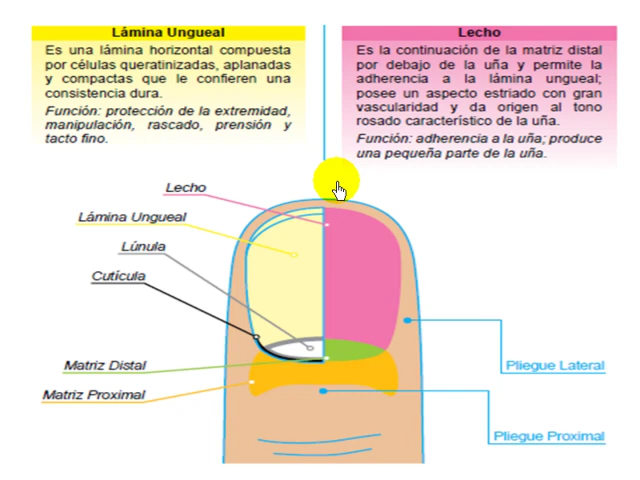 Lámina Ungueal
Es una lámina horizontal compuesta
por células queratinizadas, aplanadas
y compactas que le confieren una
consistencia dura.
Función: protección de la extremidad,
manipulación, rascado, prensión y
tacto fino.
Lecho
Es la continuación de la matriz distal
por debajo de la uña y permite la
adherencia a la lámina ungueal;
posee un aspecto estriado con gran
vascularidad y da origen al tono
rosado característico de la uña.
Función: adherencia a la uña; produce
una pequeña parte de la uña.
Lecho
Lámina Ungueal
Lúnula
Cutícula
Matriz Distal
Matriz Proximal
Pliegue Lateral
Pliegue Proximal